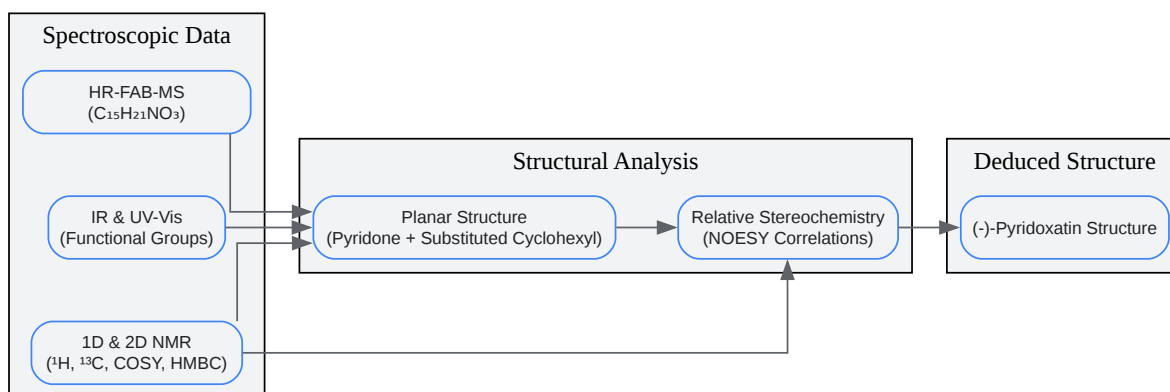 Spectroscopic Data
HR-FAB-MS
(C₁₅H₂₁NO₃)
IR & UV-Vis
(Functional Groups)
1D & 2D NMR
(¹H, ¹³C, COSY, HMBC)
Structural Analysis
Planar Structure
(Pyridone + Substituted Cyclohexyl)
Relative Stereochemistry
(NOESY Correlations)
Deduced Structure
(-)-Pyridoxatin Structure